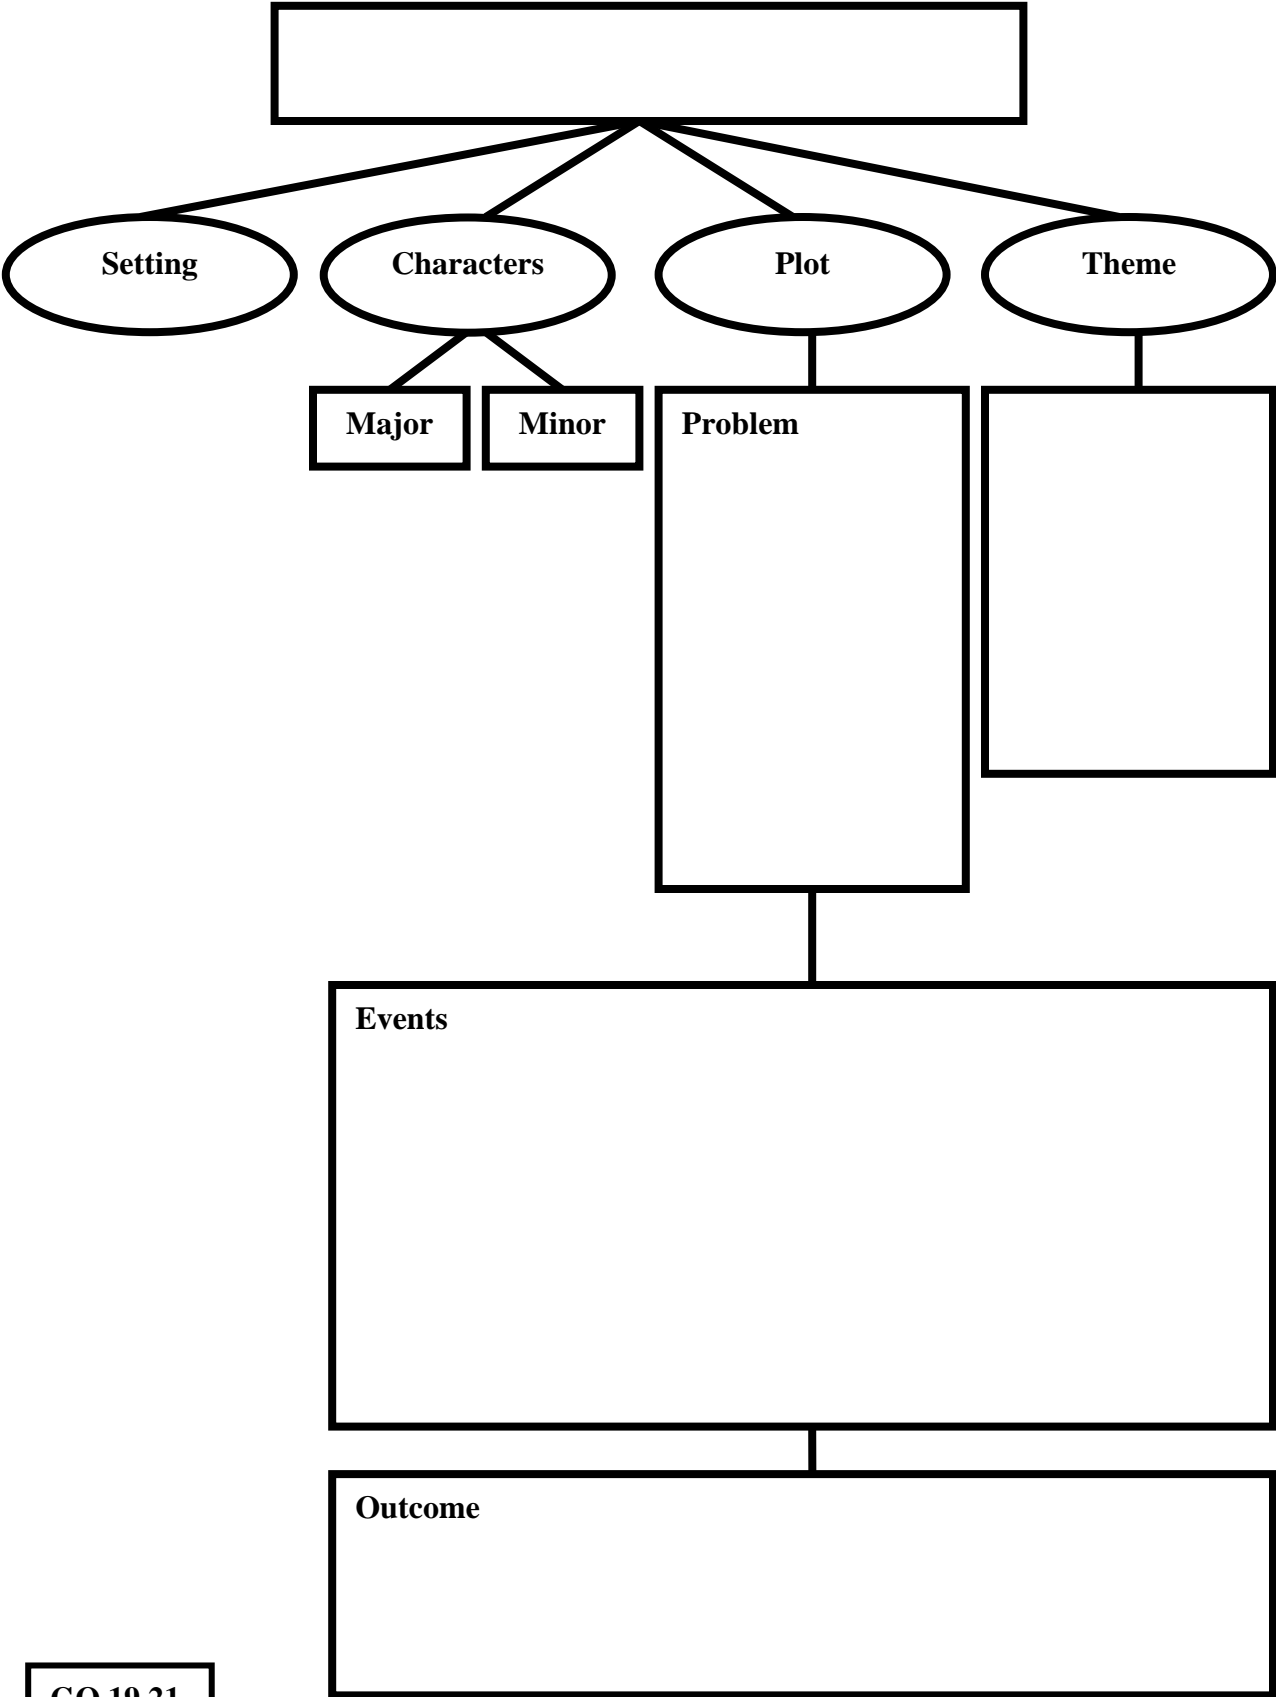 Setting
Characters
Plot
Theme
Major
Minor
Problem
Events
Outcome
GO 19 21